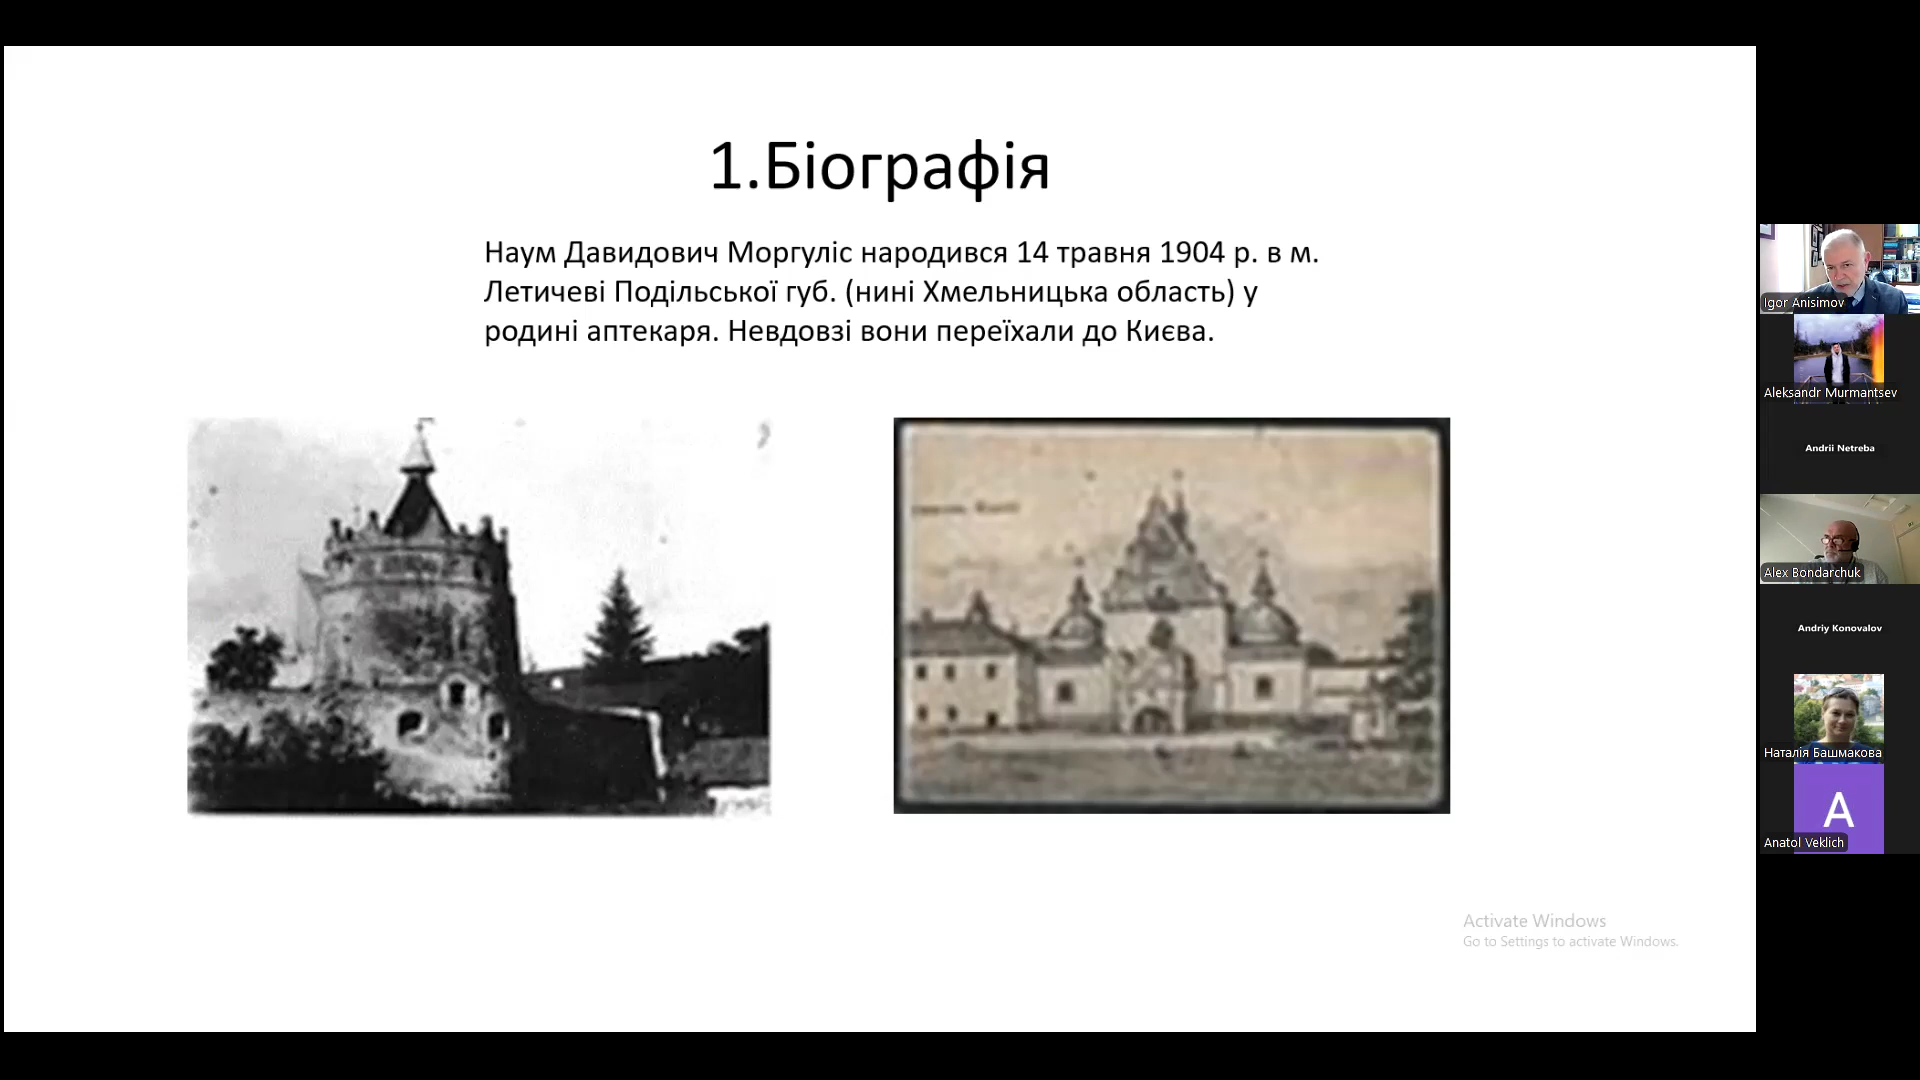 1.Біографія
Наум Давидович Моргуліс народився 14 травня 1904 р. в м.
Летичеві Подільської губ. (нині Хмельницька область) у
родині аптекаря. Невдовзі вони переїхали до Києва.
Activate Windows
Go to Settings to activate Windows.
Igor Anisimov
Aleksandr Murmantsev
Andrii Netreba
Alex Bondarchuk
Andriy Konovalov
Наталія Башмакова
A
Anatol Veklich